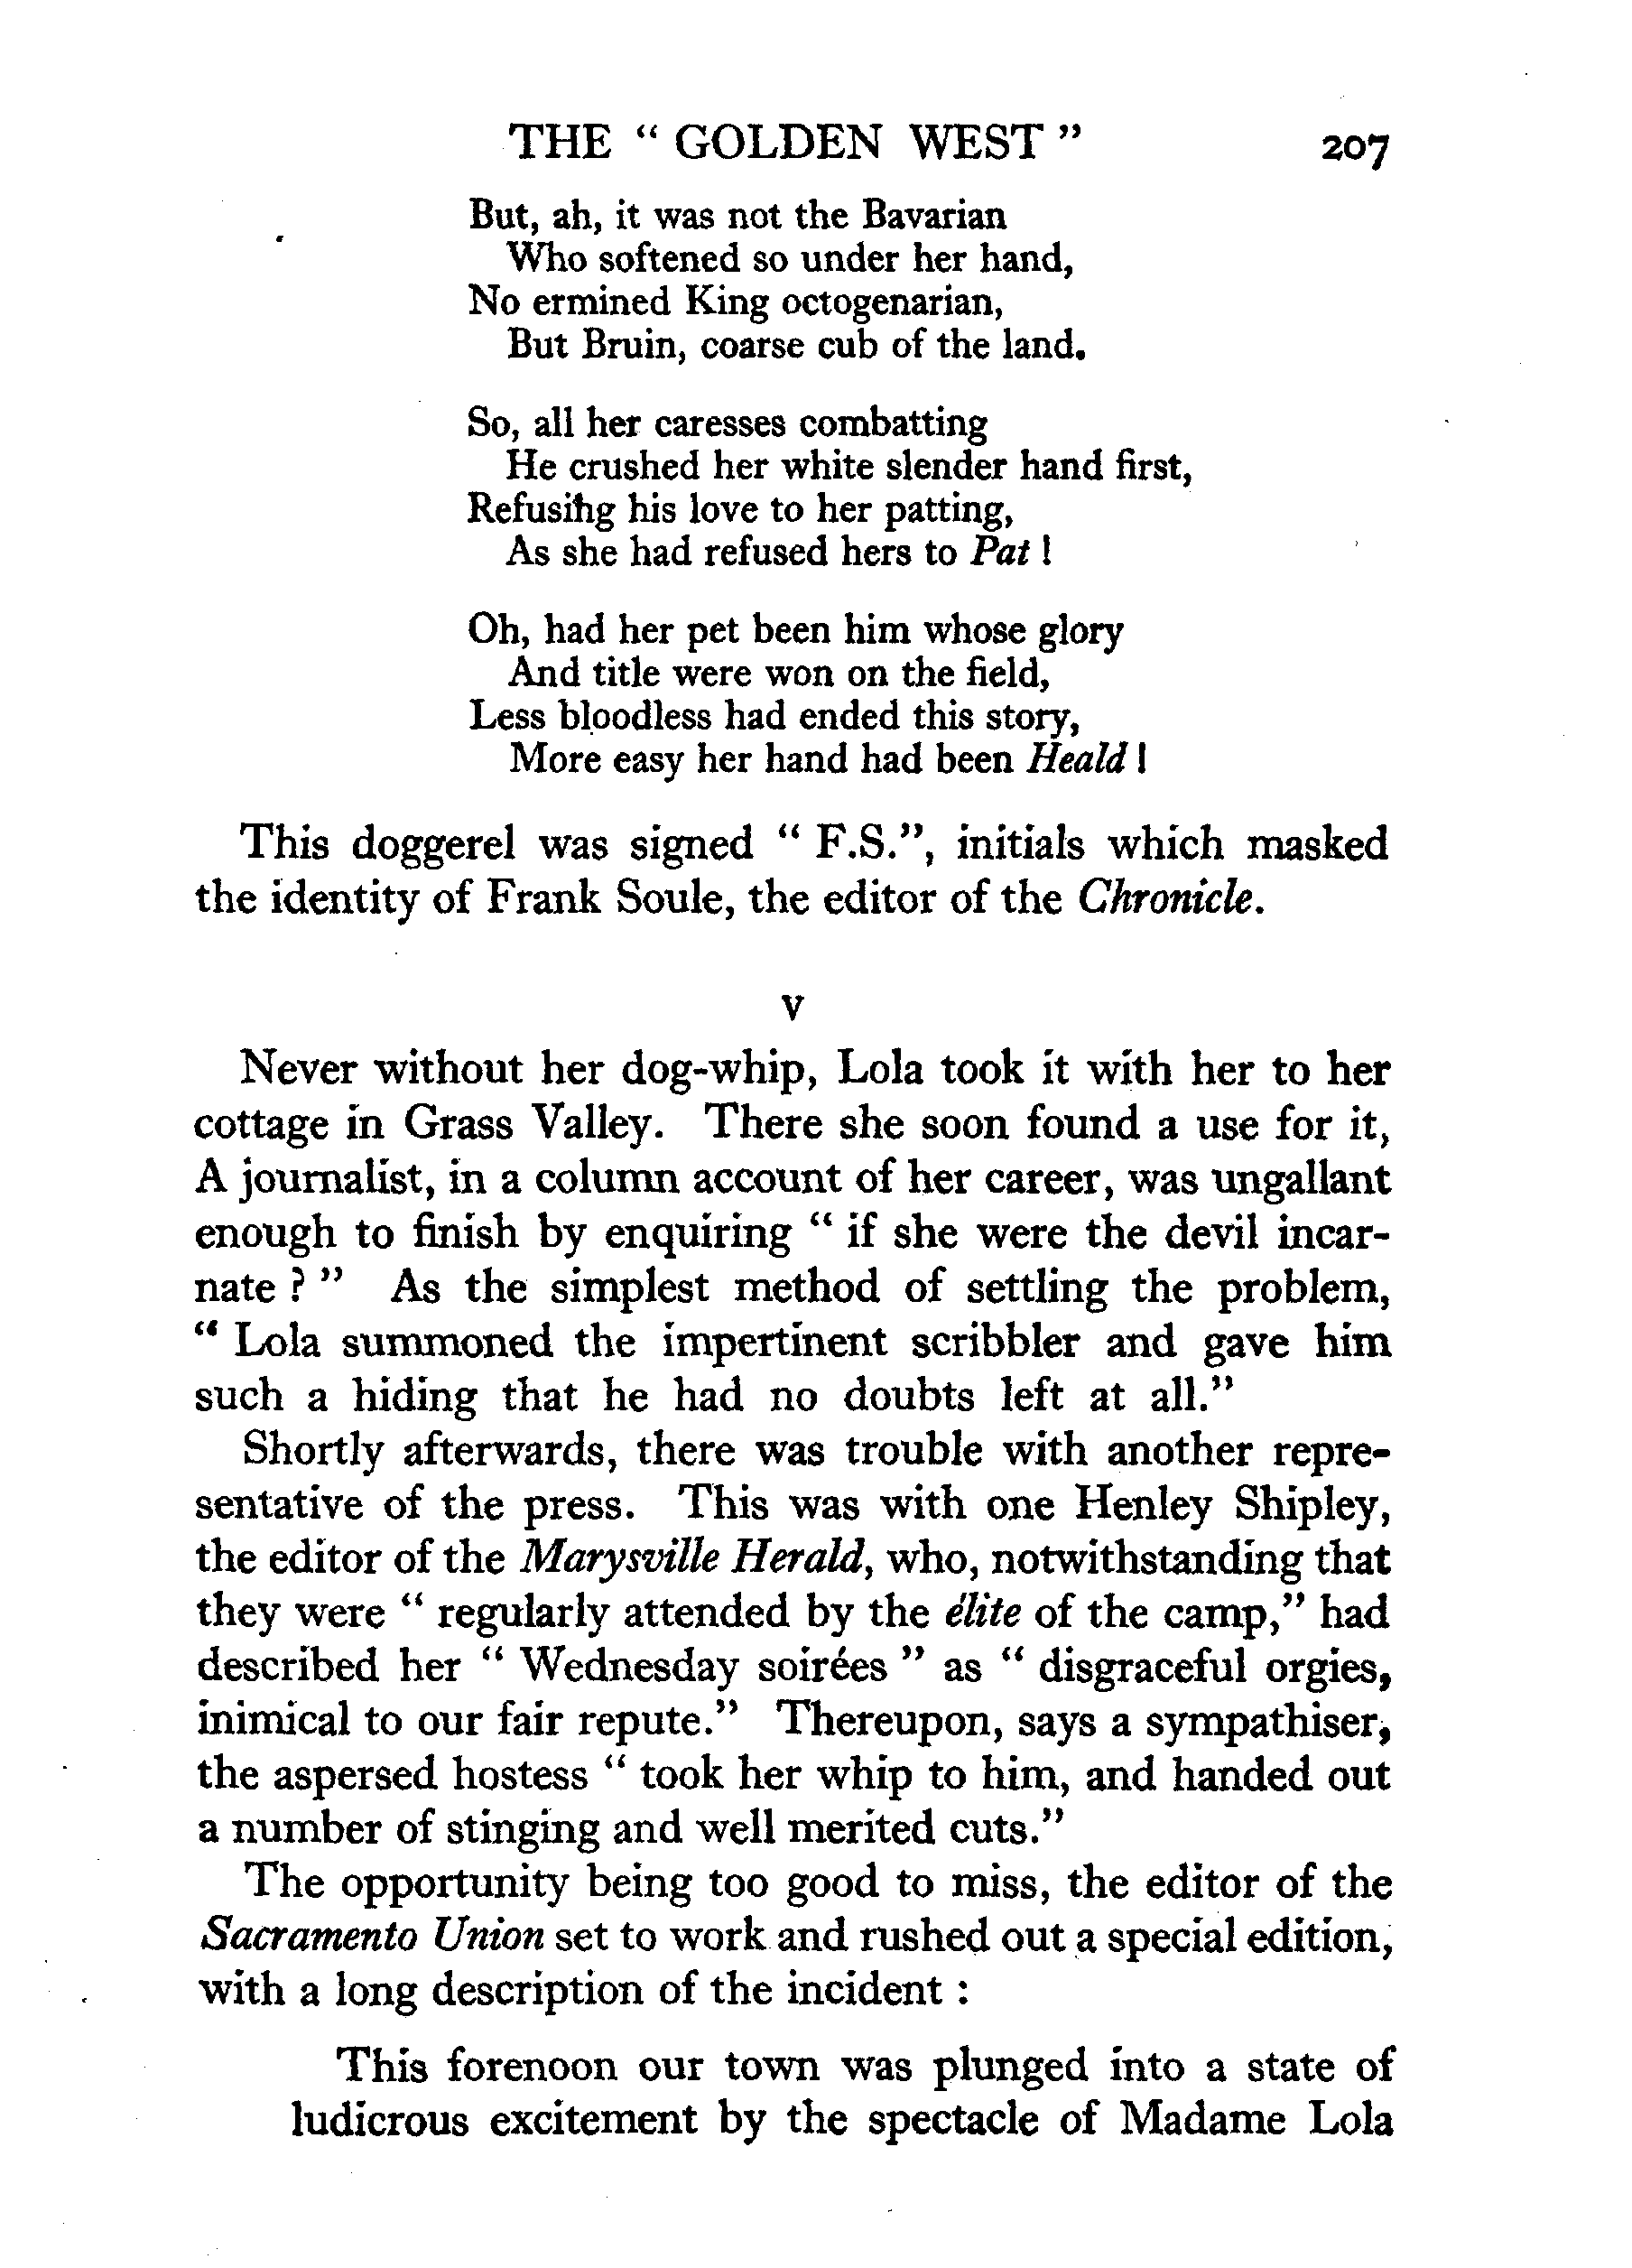 THE " GOLDEN WEST " 207
But, ah, it was not the Bavarian
Who softened so under her hand,
No ermined King octogenarian,
But Bruin, coarse cub of the land.
So, all her caresses combatting
He crushed her white slender hand first,
Refusing his love to her patting,
As she had refused hers to Pat !
Oh, had her pet been him whose glory
And title were won on the field,
Less bloodless had ended this story,
More easy her hand had been Heald !
This doggerel was signed " F.S.", initials which masked
the identity of Frank Soule, the editor of the Chronicle.
V
Never without her dog-whip, Lola took it with her to her
cottage in Grass Valley. There she soon found a use for it,
A journalist, in a column account of her career, was ungallant
enough to finish by enquiring " if she were the devil incar-
nate ? " As the simplest method of settling the problem,
" Lola summoned the impertinent scribbler and gave him
such a hiding that he had no doubts left at all."
Shortly afterwards, there was trouble with another repre-
sentative of the press. This was with one Henley Shipley,
the editor of the Marysville Herald, who, notwithstanding that
they were " regularly attended by the élite of the camp," had
described her " Wednesday soirées " as " disgraceful orgies,
inimical to our fair repute." Thereupon, says a sympathiser,
the aspersed hostess " took her whip to him, and handed out
a number of stinging and well merited cuts."
The opportunity being too good to miss, the editor of the
Sacramento Union set to work and rushed out a special edition,
with a long description of the incident :
This forenoon our town was plunged into a state of
ludicrous excitement by the spectacle of Madame Lola